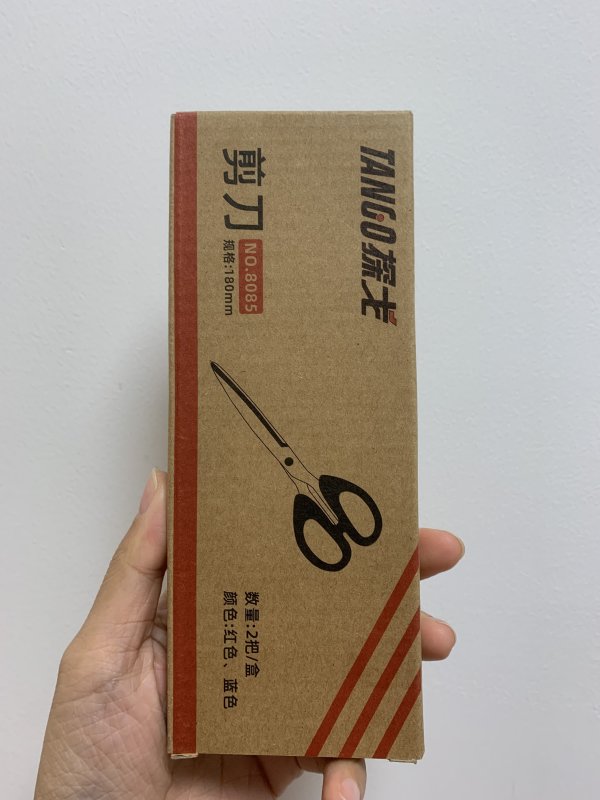 TANGO探戈
剪刀
NO.8085
规格:180mm
数量:2把/盒
颜色:红色、蓝色